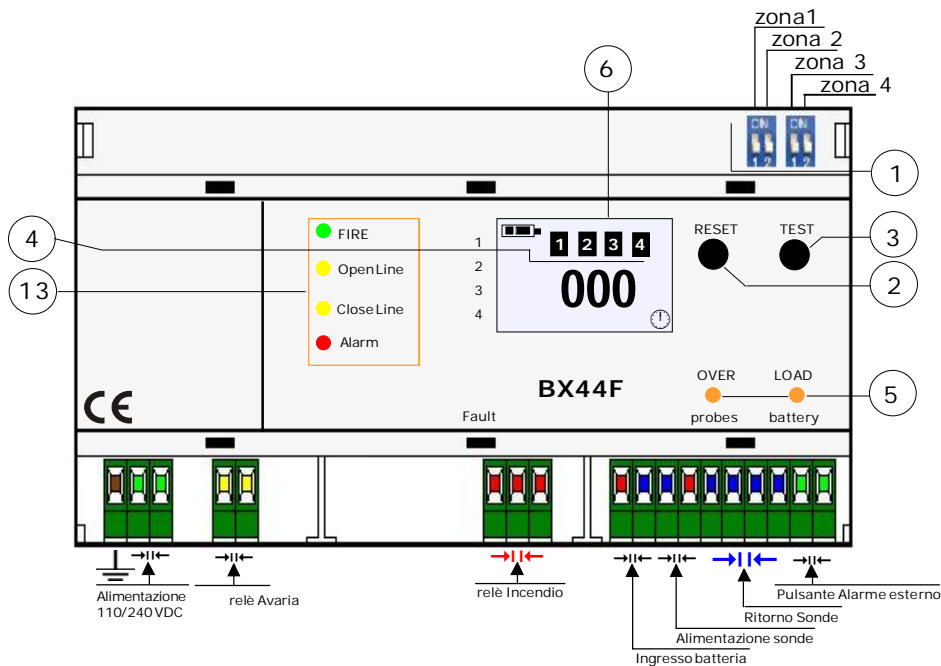 zona1
zona 2
zona 3
zona 4
6
ON
1 2
ON
1 2
1
4
13
FIRE
Open Line
Close Line
Alarm
1
2
3
4
1 2 3 4
000
RESET
TEST
3
2
BX44F
OVER
LOAD
probes
battery
5
CE
Fault
Alimentazione
110/240 VDC
relè Avaria
relè Incendio
Pulsante Alarme esterno
Ritorno Sonde
Alimentazione sonde
Ingresso batteria